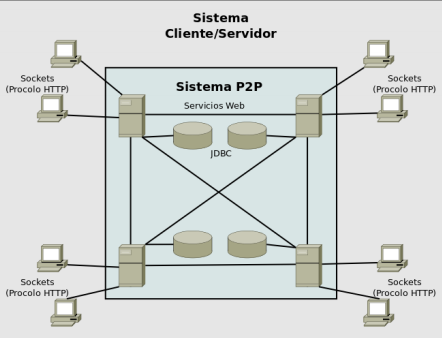 Sistema
Cliente/Servidor
Sockets
(Procolo HTTP)
Sockets
(Procolo HTTP)
Sistema P2P
Servicios Web
JDBC
Sockets
(Procolo HTTP)
Sockets
(Procolo HTTP)